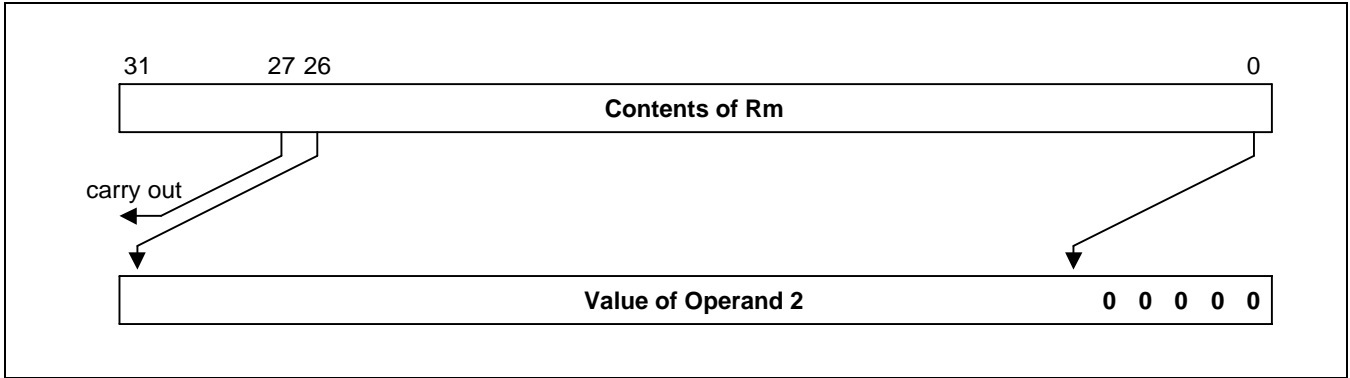 31 27 26 0
Contents of Rm
carry out
Value of Operand 2 0 0 0 0 0